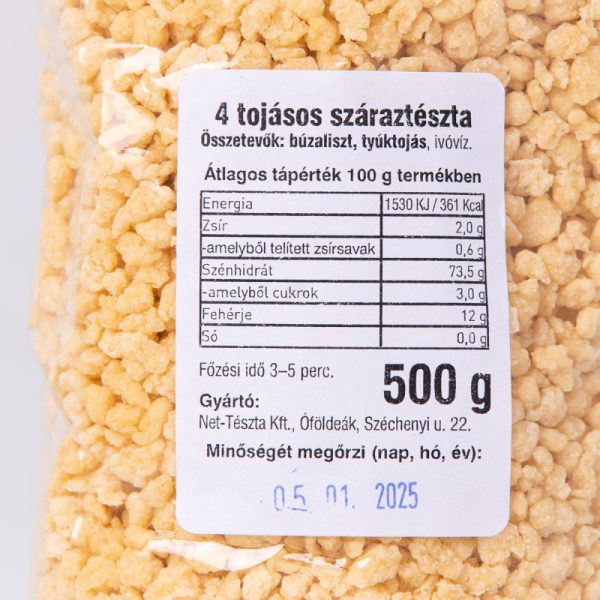 4 tojásos száraztészta
Összetevők: búzaliszt, tyúktojás, ivóvíz.
Átlagos tápérték 100 g termékben
Energia 1530 KJ / 361 Kcal
Zsír 2,0 g
-amelyből telített zsírsavak 0,6 g
Szénhidrát 73,5 g
-amelyből cukrok 3,0 g
Fehérje 12 g
Só 0,0 g
Főzési idő 3–5 perc.
500 g
Gyártó:
Net-Tészta Kft., Óföldeák, Széchenyi u. 22.
Minőségét megőrzi (nap, hó, év):
05 01. 2025